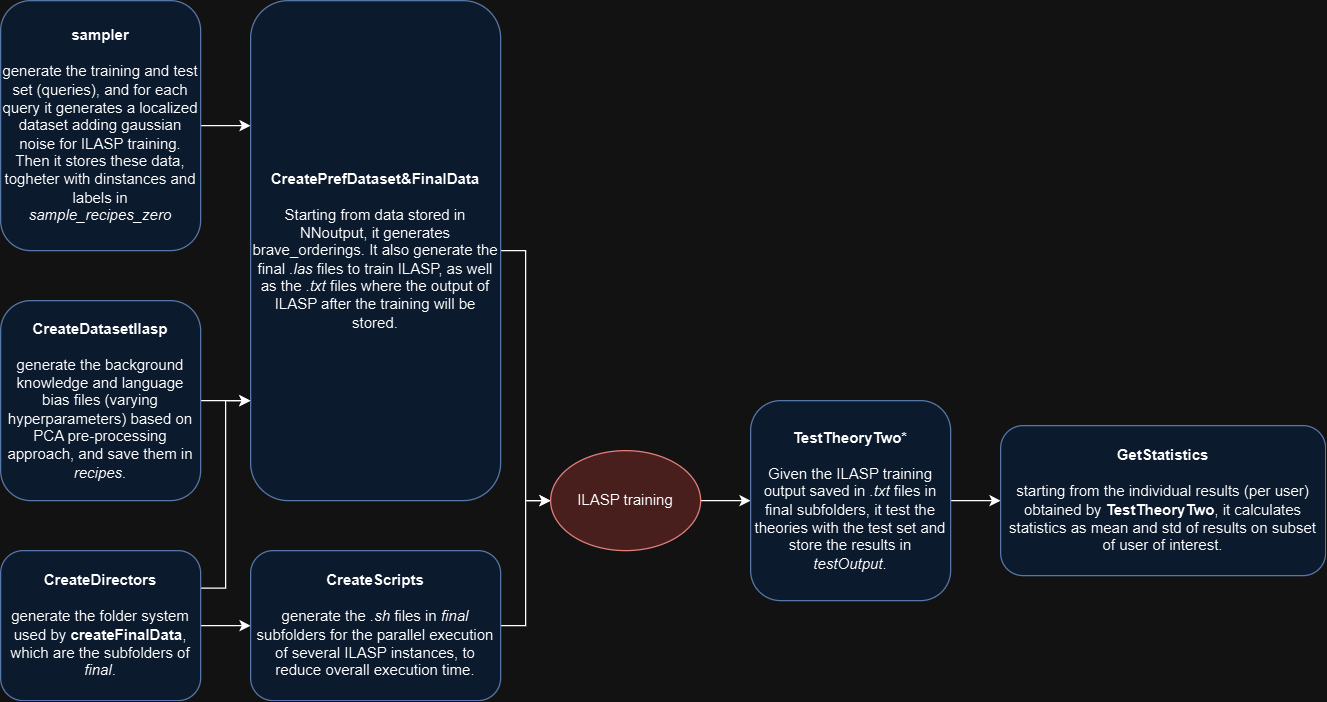 sampler
generate the training and test
set (queries), and for each
query it generates a localized
dataset adding gaussian
noise for ILASP training.
Then it stores these data,
togheter with dinstances and
labels in
sample_recipes_zero
CreateDatasetIlasp
generate the background
knowledge and language
bias files (varying
hyperparameters) based on
PCA pre-processing
approach, and save them in
recipes.
CreateDirectors
generate the folder system
used by createFinalData,
which are the subfolders of
final.
CreatePrefDataset&FinalData
Starting from data stored in
NNoutput, it generates
brave_orderings. It also generate the
final .las files to train ILASP, as well
as the .txt files where the output of
ILASP after the training will be
stored.
CreateScripts
generate the .sh files in final
subfolders for the parallel execution
of several ILASP instances, to
reduce overall execution time.
ILASP training
TestTheoryTwo*
Given the ILASP training
output saved in .txt files in
final subfolders, it test the
theories with the test set and
store the results in
testOutput.
GetStatistics
starting from the individual results (per user)
obtained by TestTheoryTwo, it calculates
statistics as mean and std of results on subset
of user of interest.